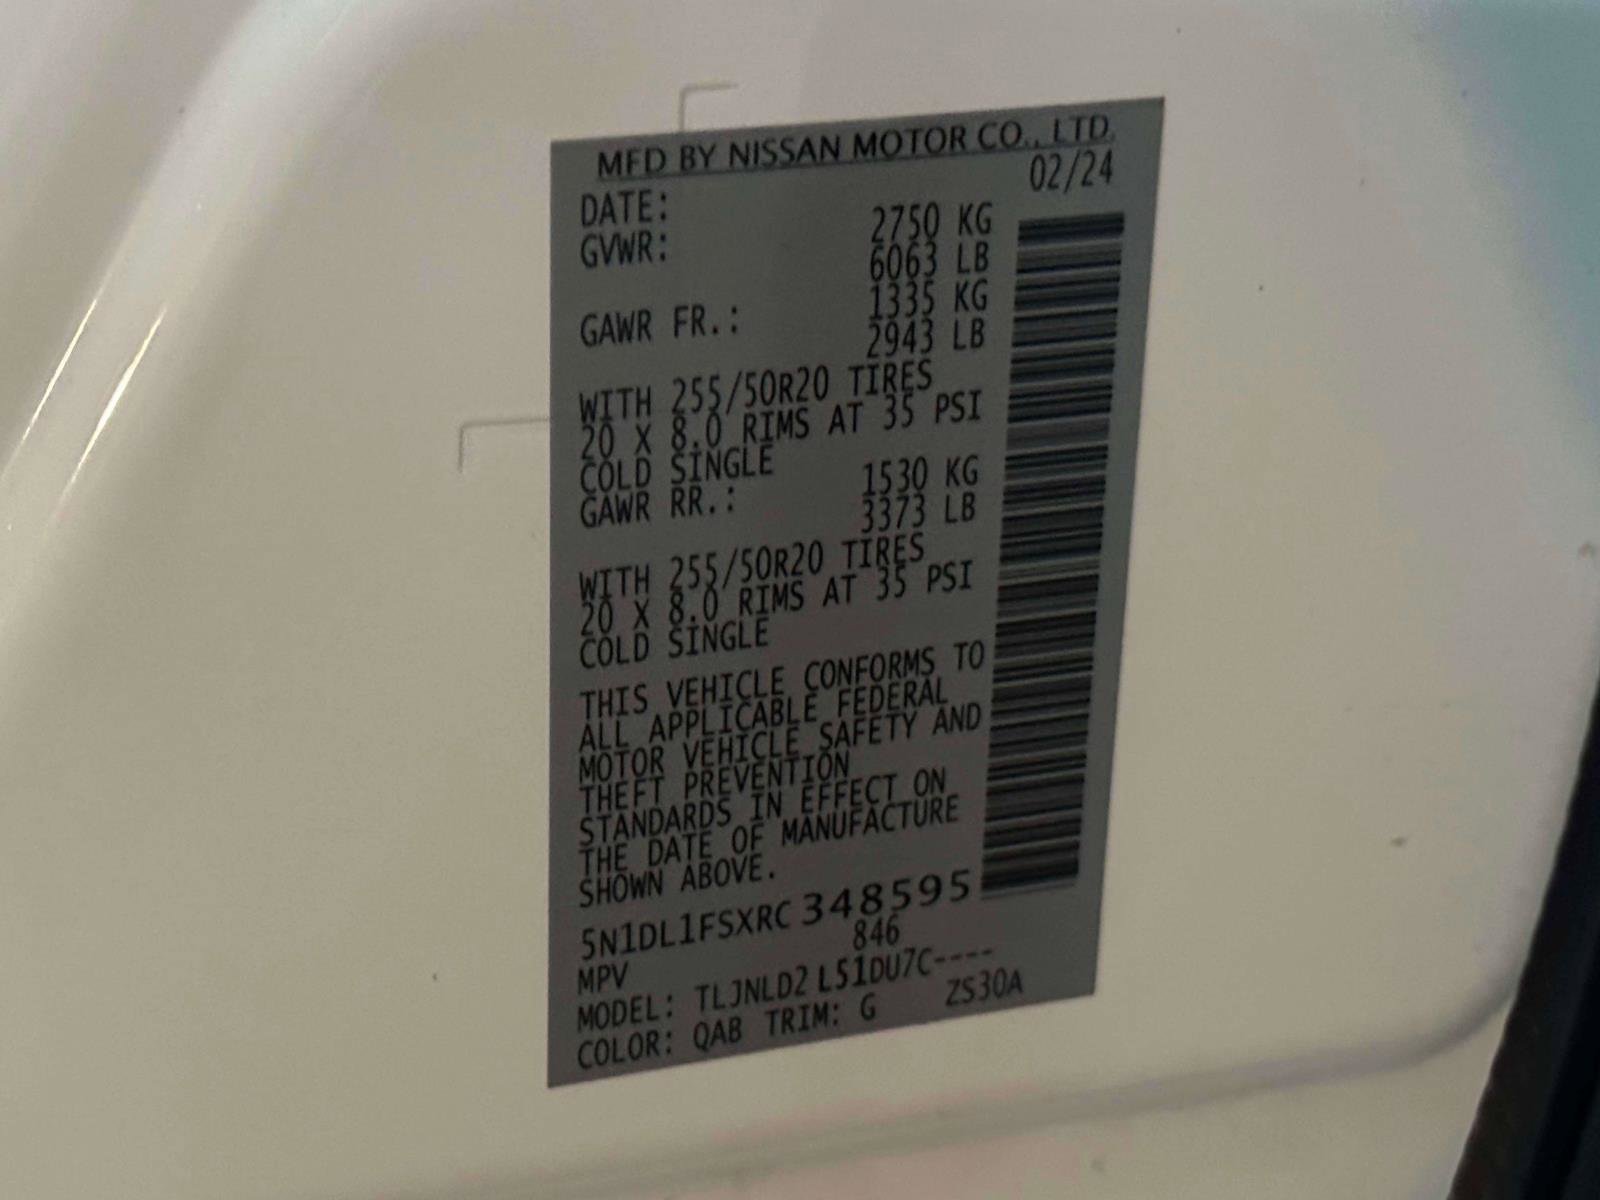 MFD BY NISSAN MOTOR CO., LTD.
DATE: 02/24
GVWR: 2750 KG
6063 LB
GAWR FR.: 1335 KG
2943 LB
WITH 255/50R20 TIRES
20 X 8.0 RIMS AT 35 PSI
COLD SINGLE
GAWR RR.: 1530 KG
3373 LB
WITH 255/50R20 TIRES
20 X 8.0 RIMS AT 35 PSI
COLD SINGLE
THIS VEHICLE CONFORMS TO
ALL APPLICABLE FEDERAL
MOTOR VEHICLE SAFETY AND
THEFT PREVENTION
STANDARDS IN EFFECT ON
THE DATE OF MANUFACTURE
SHOWN ABOVE.
5N1DL1FSXRC348595
MPV 846
MODEL: TLJNLD2 L51DU7C----
COLOR: QAB TRIM: G ZS30A